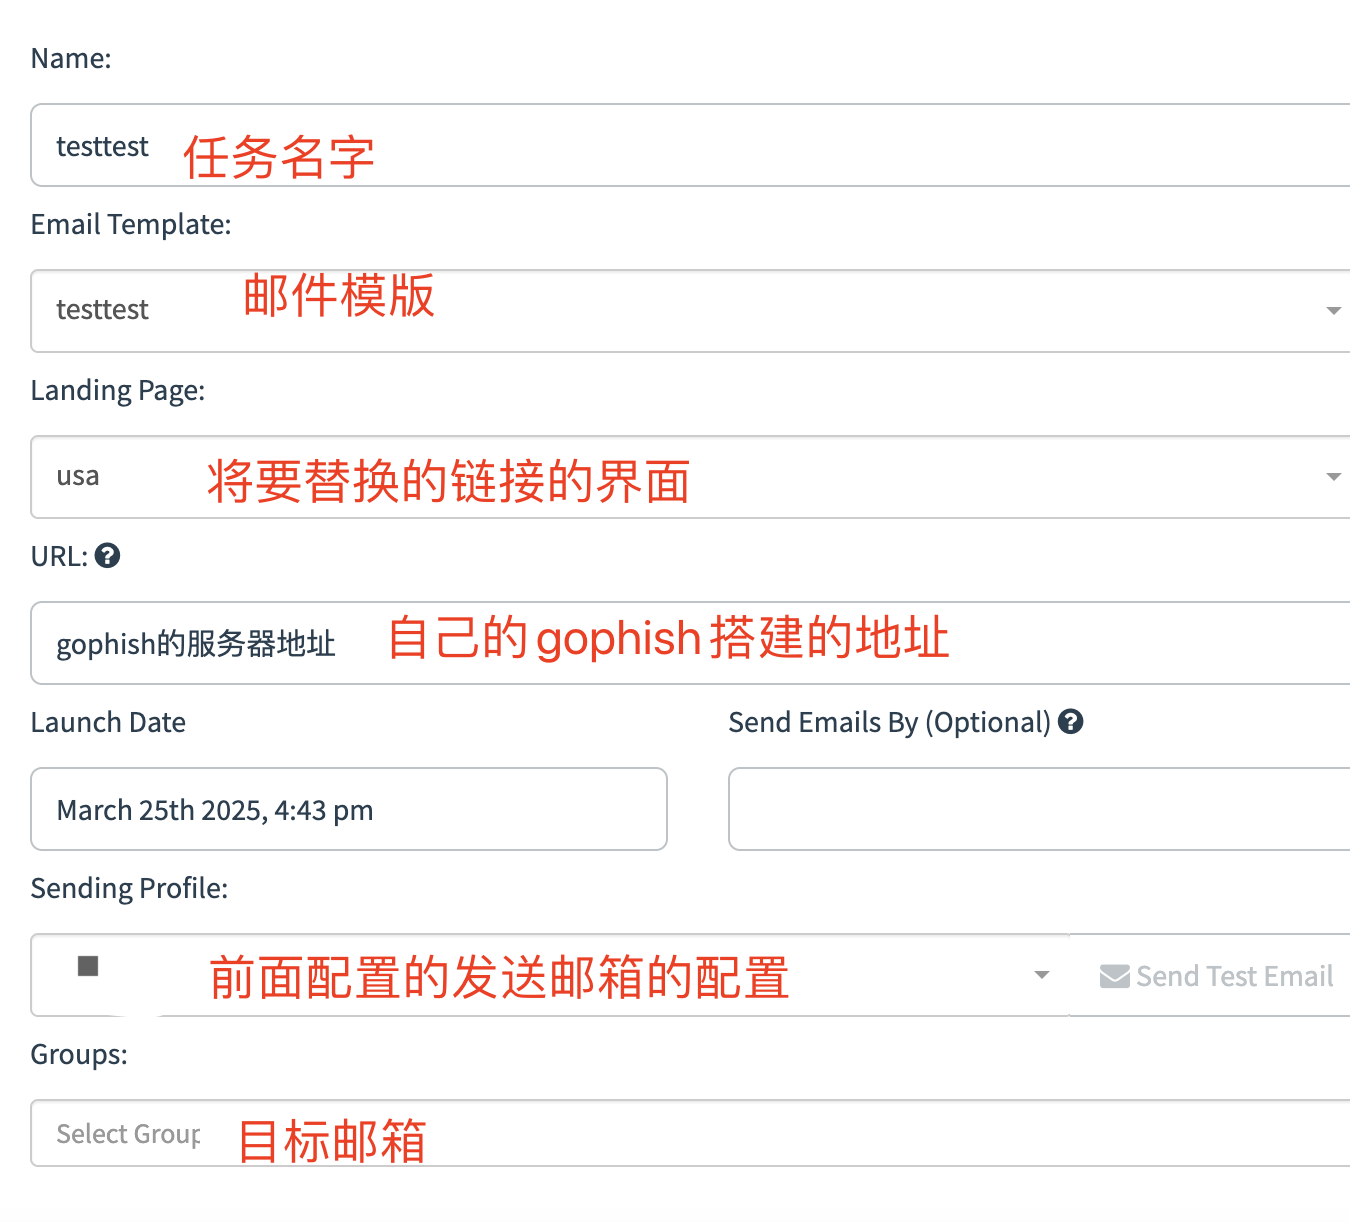 Name:
testtest 任务名字
Email Template:
testtest 邮件模版
Landing Page:
usa 将要替换的链接的界面
URL:
gophish的服务器地址 自己的gophish搭建的地址
Launch Date
Send Emails By (Optional)
March 25th 2025, 4:43 pm
Sending Profile:
前面配置的发送邮箱的配置
Send Test Email
Groups:
Select Group 目标邮箱